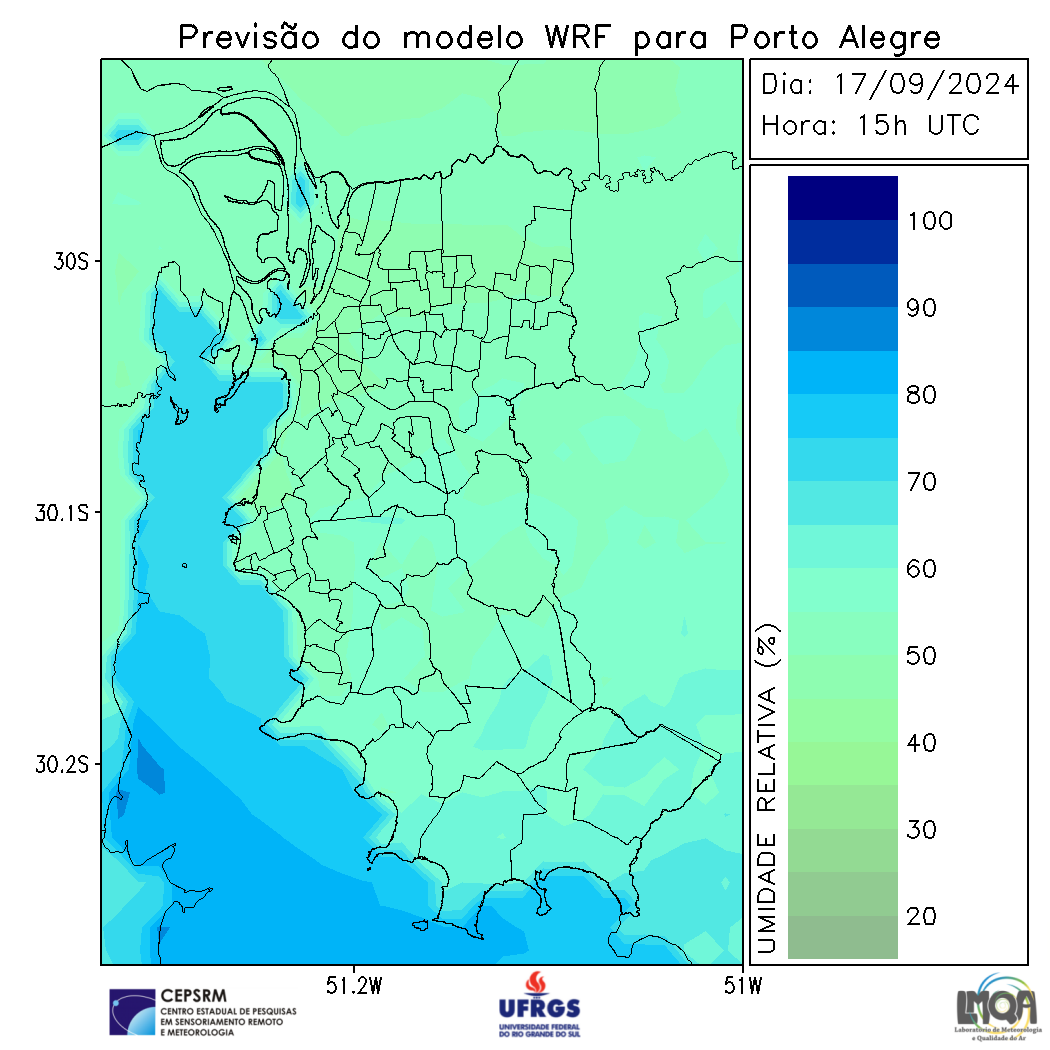 Previsão do modelo WRF para Porto Alegre
Dia: 17/09/2024
Hora: 15h UTC
30S
30.1S
30.2S
51.2W
51W
100
90
80
70
60
50
40
30
20
UMIDADE RELATIVA (%)
CEPSRM
CENTRO ESTADUAL DE PESQUISAS
EM SENSORIAMENTO REMOTO
E METEOROLOGIA
UFRGS
UNIVERSIDADE FEDERAL
DO RIO GRANDE DO SUL
LMQA
Laboratório de Meteorologia
e Qualidade do Ar